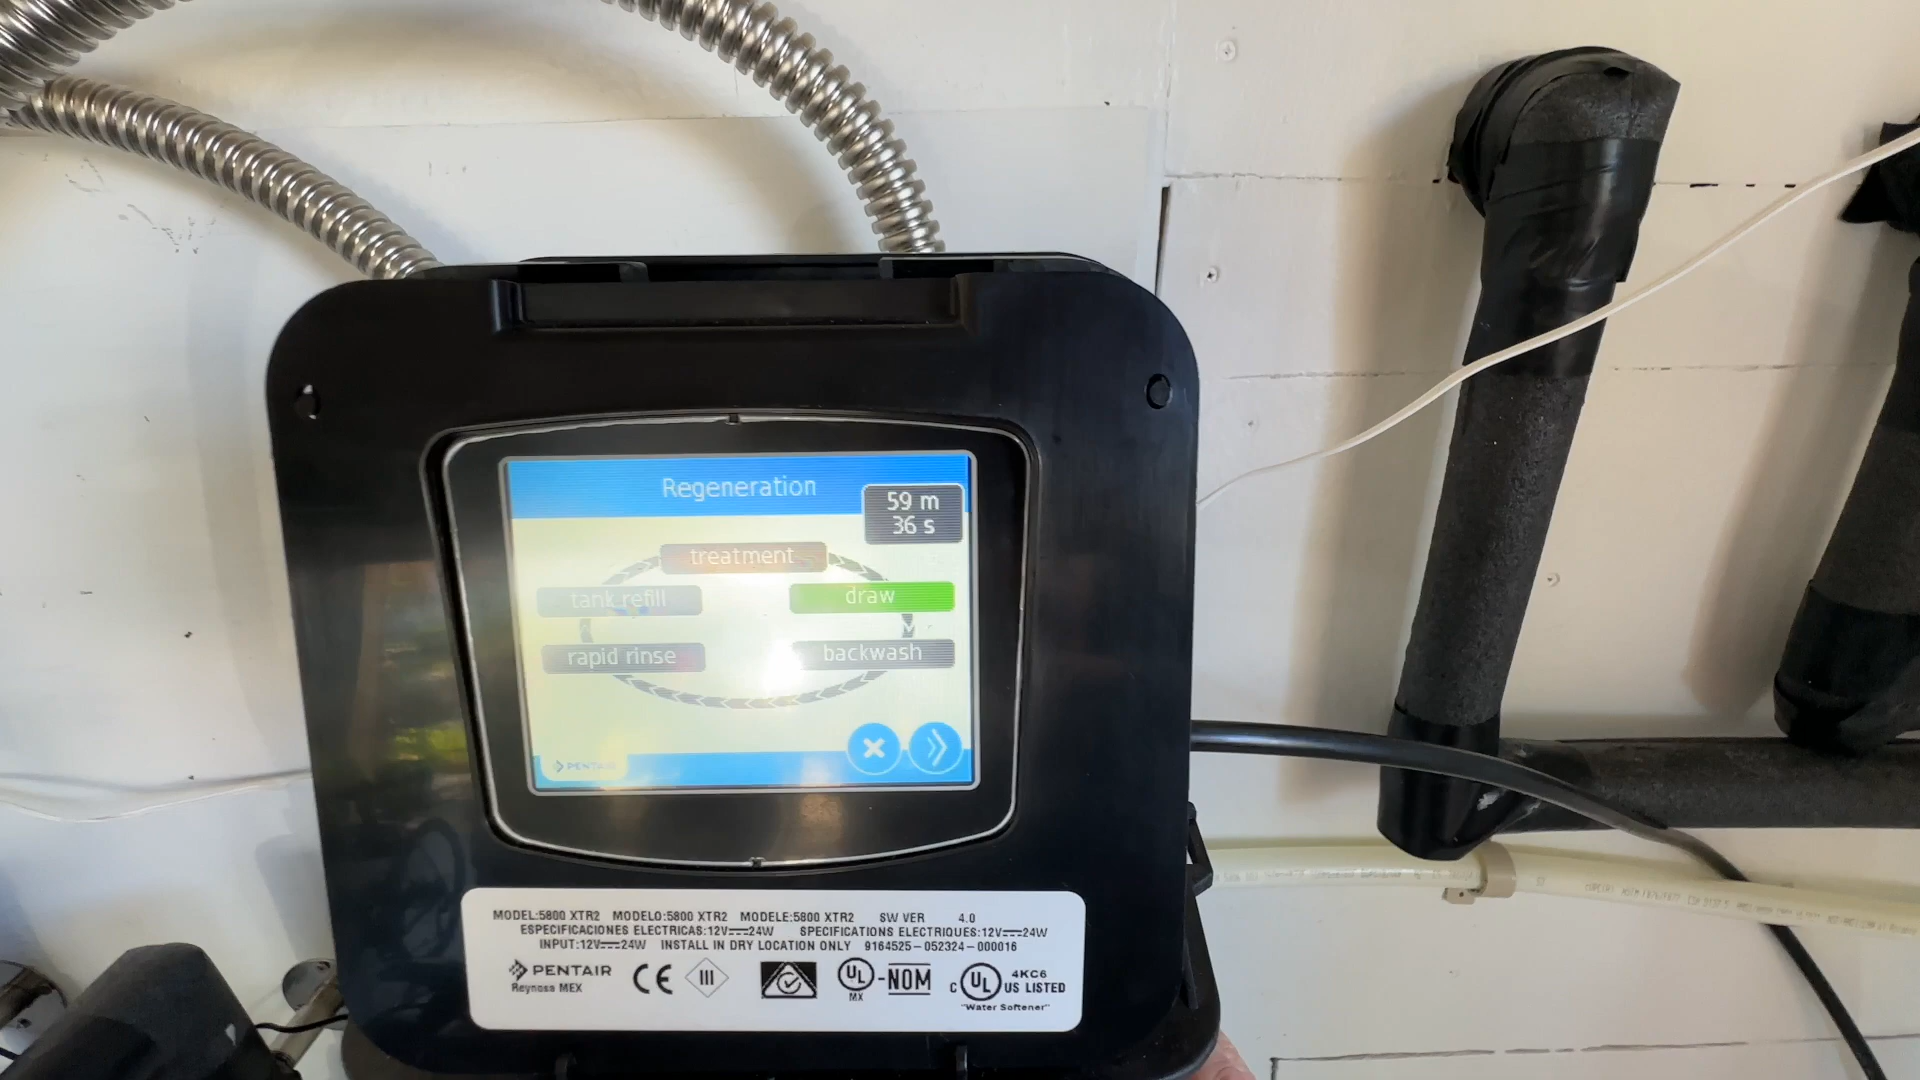 Regeneration
59 m
36 s
treatment
tank refill
draw
rapid rinse
backwash
PENTAIR
MODEL:5800 XTR2 MODELO:5800 XTR2 MODELE:5800 XTR2 SW VER 4.0
ESPECIFICACIONES ELECTRICAS:12V⎓24W SPECIFICATIONS ELECTRIQUES:12V⎓24W
INPUT:12V⎓24W INSTALL IN DRY LOCATION ONLY 9164525-052324-000016
PENTAIR
Reynosa MEX
CE
III
UL
MX
-NOM
C UL US LISTED
4KC6
"Water Softener"